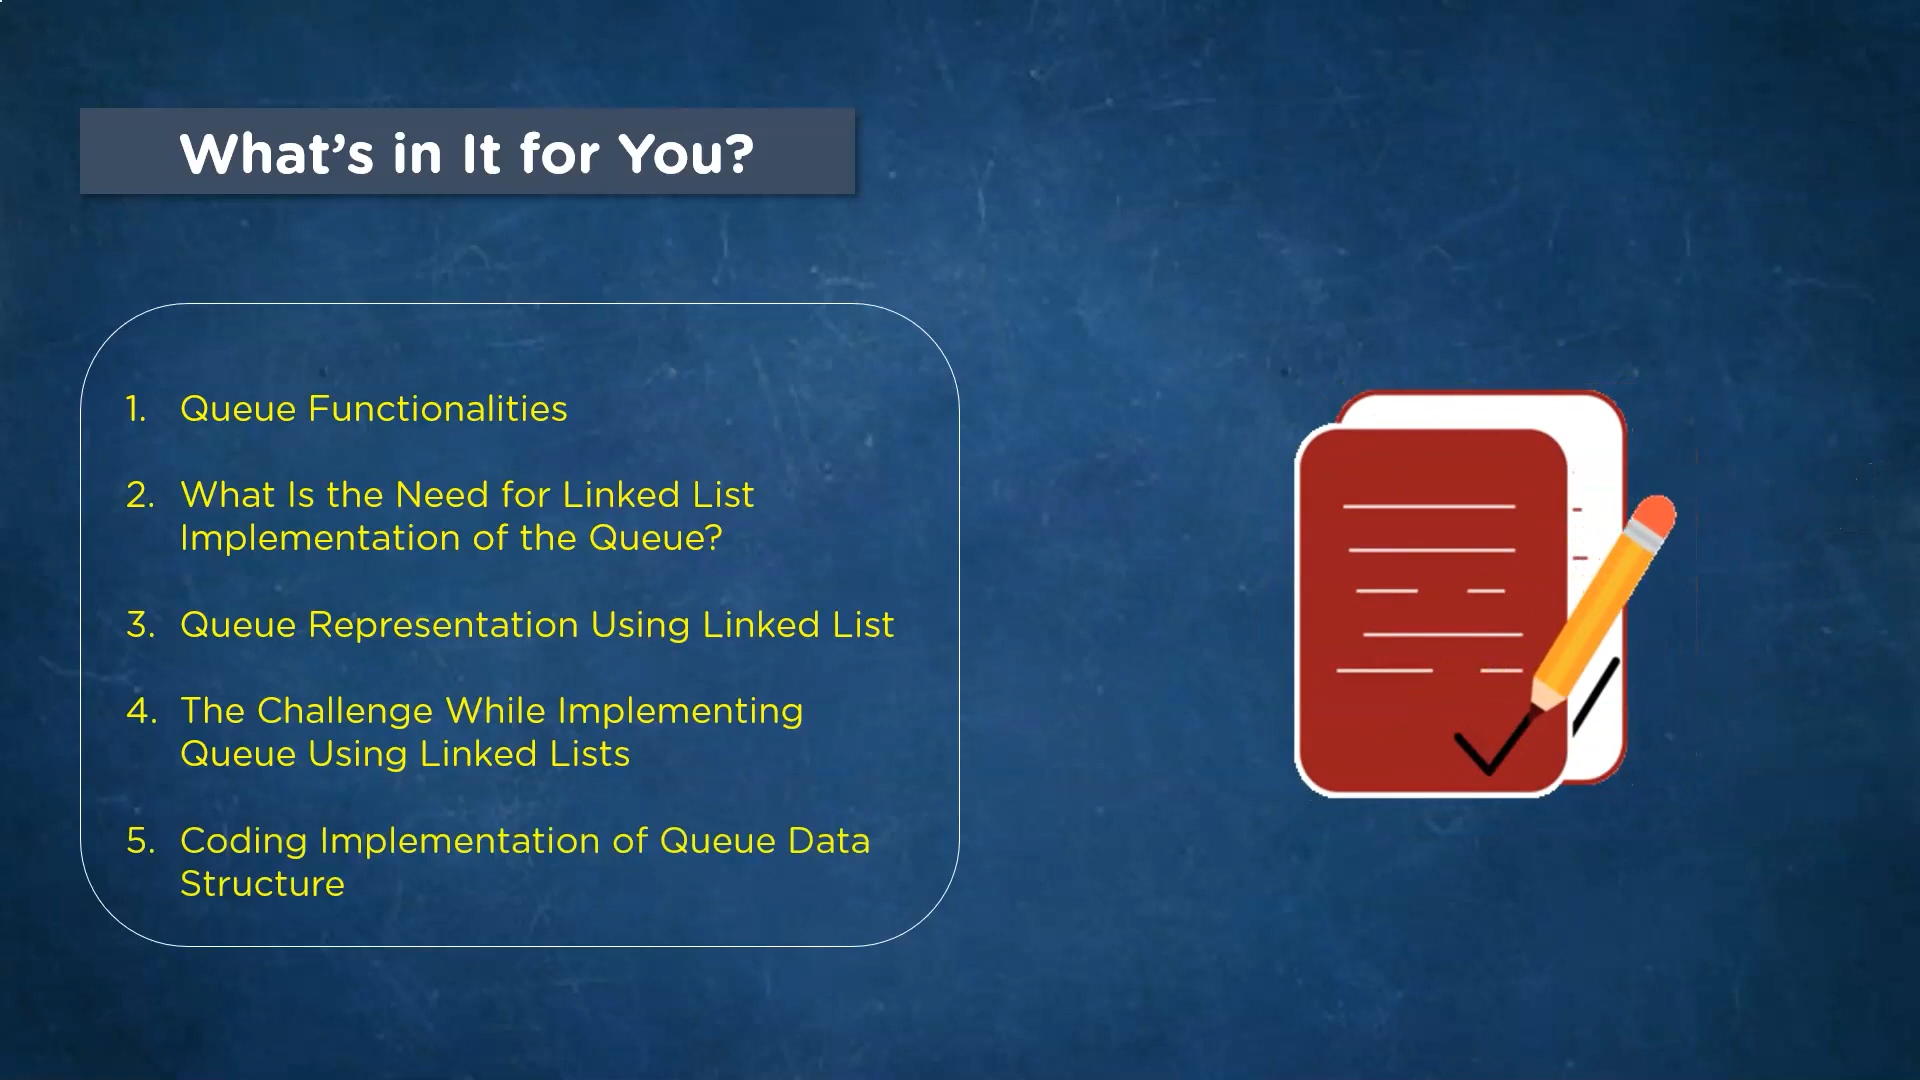 What's in It for You?
1. Queue Functionalities
2. What Is the Need for Linked List
Implementation of the Queue?
3. Queue Representation Using Linked List
4. The Challenge While Implementing
Queue Using Linked Lists
5. Coding Implementation of Queue Data
Structure